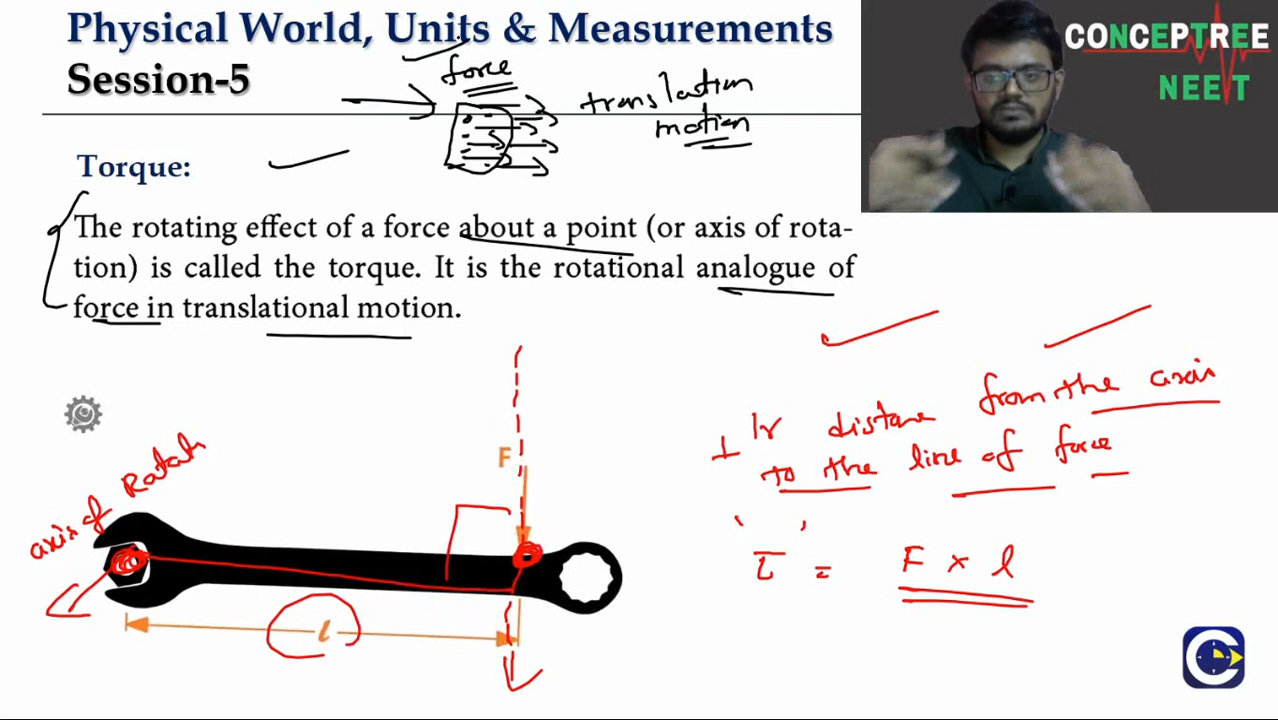 Physical World, Units & Measurements
Session-5
CONCEPTREE
NEET
force
translation
motion
Torque:
The rotating effect of a force about a point (or axis of rota-
tion) is called the torque. It is the rotational analogue of
force in translational motion.
⊥ lr distane from the axis
to the line of force
F
axis of Rotatn
τ = F × l
l